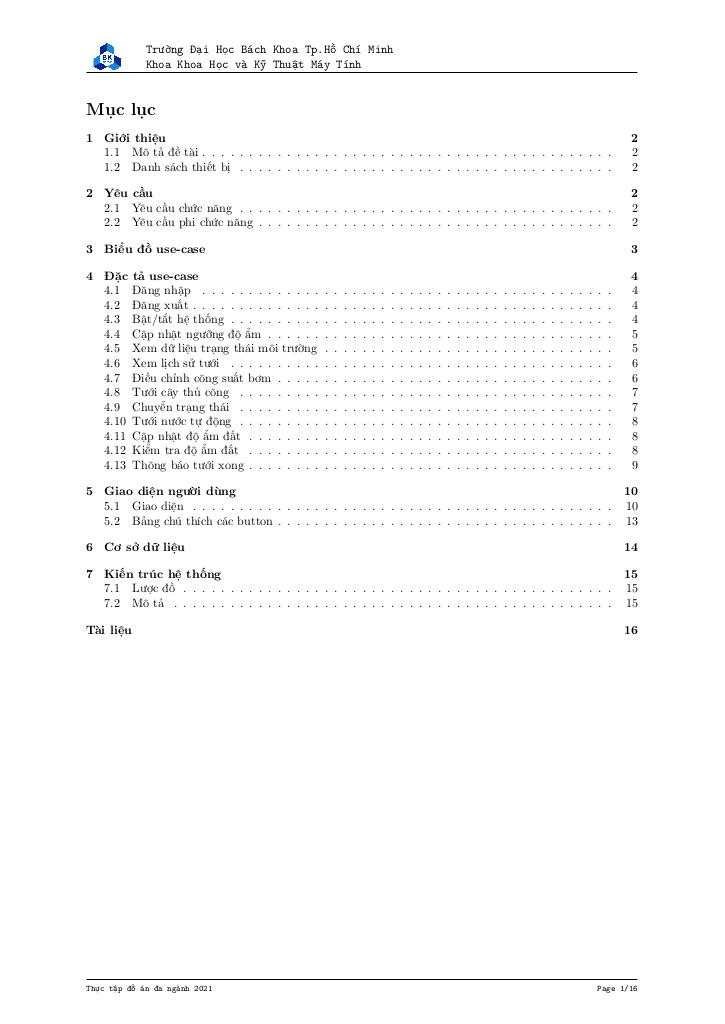 BK
Trường Đại Học Bách Khoa Tp.Hồ Chí Minh
Khoa Khoa Học và Kỹ Thuật Máy Tính
Mục lục
1 Giới thiệu 2
1.1 Mô tả đề tài . . . . . . . . . . . . . . . . . . . . 2
1.2 Danh sách thiết bị . . . . . . . . . . . . . . . . . . . . 2
2 Yêu cầu 2
2.1 Yêu cầu chức năng . . . . . . . . . . . . . . . . . . . . 2
2.2 Yêu cầu phi chức năng . . . . . . . . . . . . . . . . . . . . 2
3 Biểu đồ use-case 3
4 Đặc tả use-case 4
4.1 Đăng nhập . . . . . . . . . . . . . . . . . . . . 4
4.2 Đăng xuất . . . . . . . . . . . . . . . . . . . . 4
4.3 Bật/tắt hệ thống . . . . . . . . . . . . . . . . . . . . 4
4.4 Cập nhật ngưỡng độ ẩm . . . . . . . . . . . . . . . . . . . . 5
4.5 Xem dữ liệu trạng thái môi trường . . . . . . . . . . . . . . . . . . . . 5
4.6 Xem lịch sử tưới . . . . . . . . . . . . . . . . . . . . 6
4.7 Điều chỉnh công suất bơm . . . . . . . . . . . . . . . . . . . . 6
4.8 Tưới cây thủ công . . . . . . . . . . . . . . . . . . . . 7
4.9 Chuyển trạng thái . . . . . . . . . . . . . . . . . . . . 7
4.10 Tưới nước tự động . . . . . . . . . . . . . . . . . . . . 8
4.11 Cập nhật độ ẩm đất . . . . . . . . . . . . . . . . . . . . 8
4.12 Kiểm tra độ ẩm đất . . . . . . . . . . . . . . . . . . . . 8
4.13 Thông báo tưới xong . . . . . . . . . . . . . . . . . . . . 9
5 Giao diện người dùng 10
5.1 Giao diện . . . . . . . . . . . . . . . . . . . . 10
5.2 Bảng chú thích các button . . . . . . . . . . . . . . . . . . . . 13
6 Cơ sở dữ liệu 14
7 Kiến trúc hệ thống 15
7.1 Lược đồ . . . . . . . . . . . . . . . . . . . . 15
7.2 Mô tả . . . . . . . . . . . . . . . . . . . . 15
Tài liệu 16
Thực tập đồ án đa ngành 2021 Page 1/16